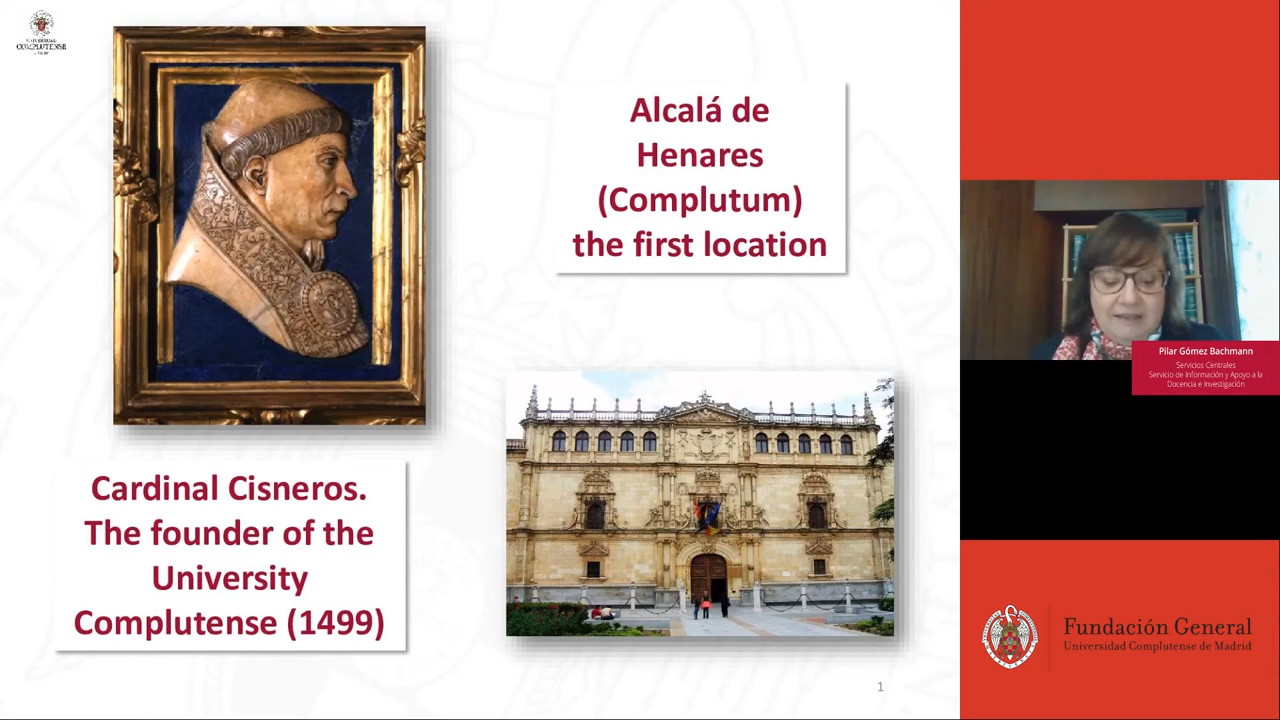 COMPLUTENSE
Alcalá de
Henares
(Complutum)
the first location
Cardinal Cisneros.
The founder of the
University
Complutense (1499)
1
Pilar Gómez Bachmann
Servicios Centrales
Servicio de Información y Apoyo a la
Docencia e Investigación
Fundación General
Universidad Complutense de Madrid